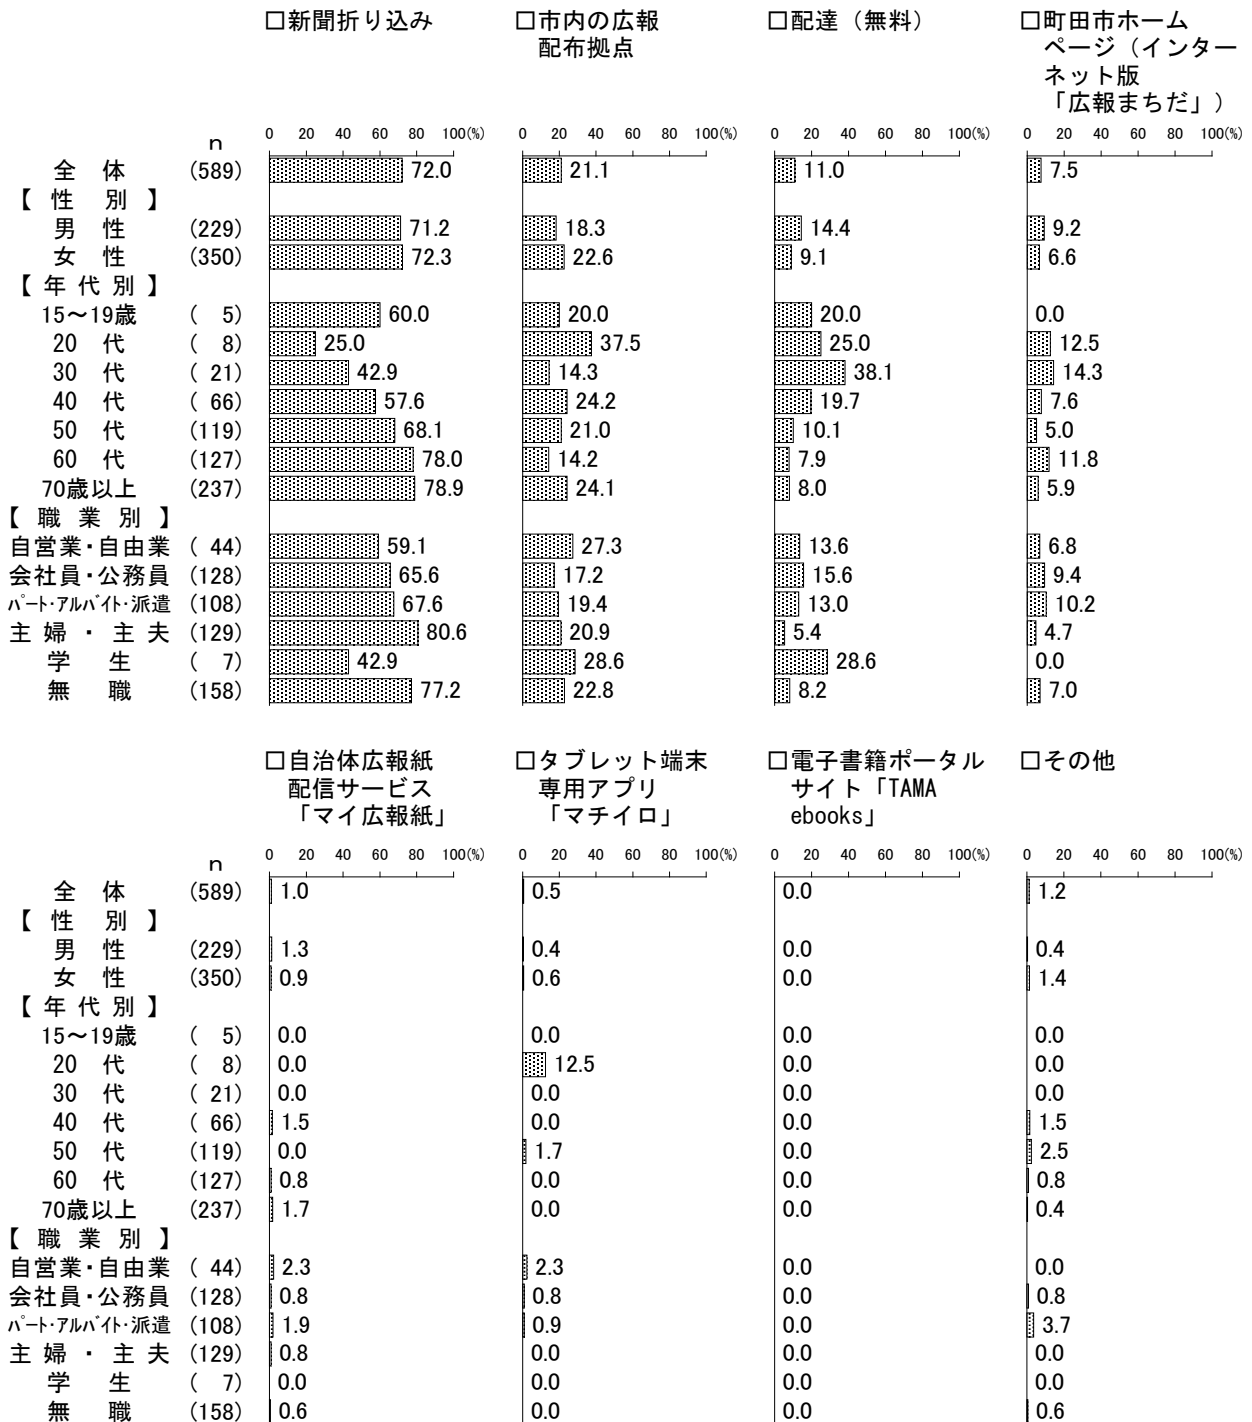 □新聞折り込み □市内の広報 □配達（無料） □町田市ホーム
配布拠点 ページ（インター
ネット版
「広報まちだ」）
n 0 20 40 60 80 100(%) 0 20 40 60 80 100(%) 0 20 40 60 80 100(%) 0 20 40 60 80 100(%)
全 体 (589) 72.0 21.1 11.0 7.5
【 性 別 】
男 性 (229) 71.2 18.3 14.4 9.2
女 性 (350) 72.3 22.6 9.1 6.6
【 年 代 別 】
15～19歳 ( 5) 60.0 20.0 20.0 0.0
20 代 ( 8) 25.0 37.5 25.0 12.5
30 代 ( 21) 42.9 14.3 38.1 14.3
40 代 ( 66) 57.6 24.2 19.7 7.6
50 代 (119) 68.1 21.0 10.1 5.0
60 代 (127) 78.0 14.2 7.9 11.8
70歳以上 (237) 78.9 24.1 8.0 5.9
【 職 業 別 】
自営業・自由業 ( 44) 59.1 27.3 13.6 6.8
会社員・公務員 (128) 65.6 17.2 15.6 9.4
ﾊﾟｰﾄ・ｱﾙﾊﾞｲﾄ・派遣 (108) 67.6 19.4 13.0 10.2
主 婦 ・ 主 夫 (129) 80.6 20.9 5.4 4.7
学 生 ( 7) 42.9 28.6 28.6 0.0
無 職 (158) 77.2 22.8 8.2 7.0
□自治体広報紙 □タブレット端末 □電子書籍ポータル □その他
配信サービス 専用アプリ サイト「TAMA
「マイ広報紙」 「マチイロ」 ebooks」
n 0 20 40 60 80 100(%) 0 20 40 60 80 100(%) 0 20 40 60 80 100(%) 0 20 40 60 80 100(%)
全 体 (589) 1.0 0.5 0.0 1.2
【 性 別 】
男 性 (229) 1.3 0.4 0.0 0.4
女 性 (350) 0.9 0.6 0.0 1.4
【 年 代 別 】
15～19歳 ( 5) 0.0 0.0 0.0 0.0
20 代 ( 8) 0.0 12.5 0.0 0.0
30 代 ( 21) 0.0 0.0 0.0 0.0
40 代 ( 66) 1.5 0.0 0.0 1.5
50 代 (119) 0.0 1.7 0.0 2.5
60 代 (127) 0.8 0.0 0.0 0.8
70歳以上 (237) 1.7 0.0 0.0 0.4
【 職 業 別 】
自営業・自由業 ( 44) 2.3 2.3 0.0 0.0
会社員・公務員 (128) 0.8 0.8 0.0 0.8
ﾊﾟｰﾄ・ｱﾙﾊﾞｲﾄ・派遣 (108) 1.9 0.9 0.0 3.7
主 婦 ・ 主 夫 (129) 0.8 0.0 0.0 0.0
学 生 ( 7) 0.0 0.0 0.0 0.0
無 職 (158) 0.6 0.0 0.0 0.6